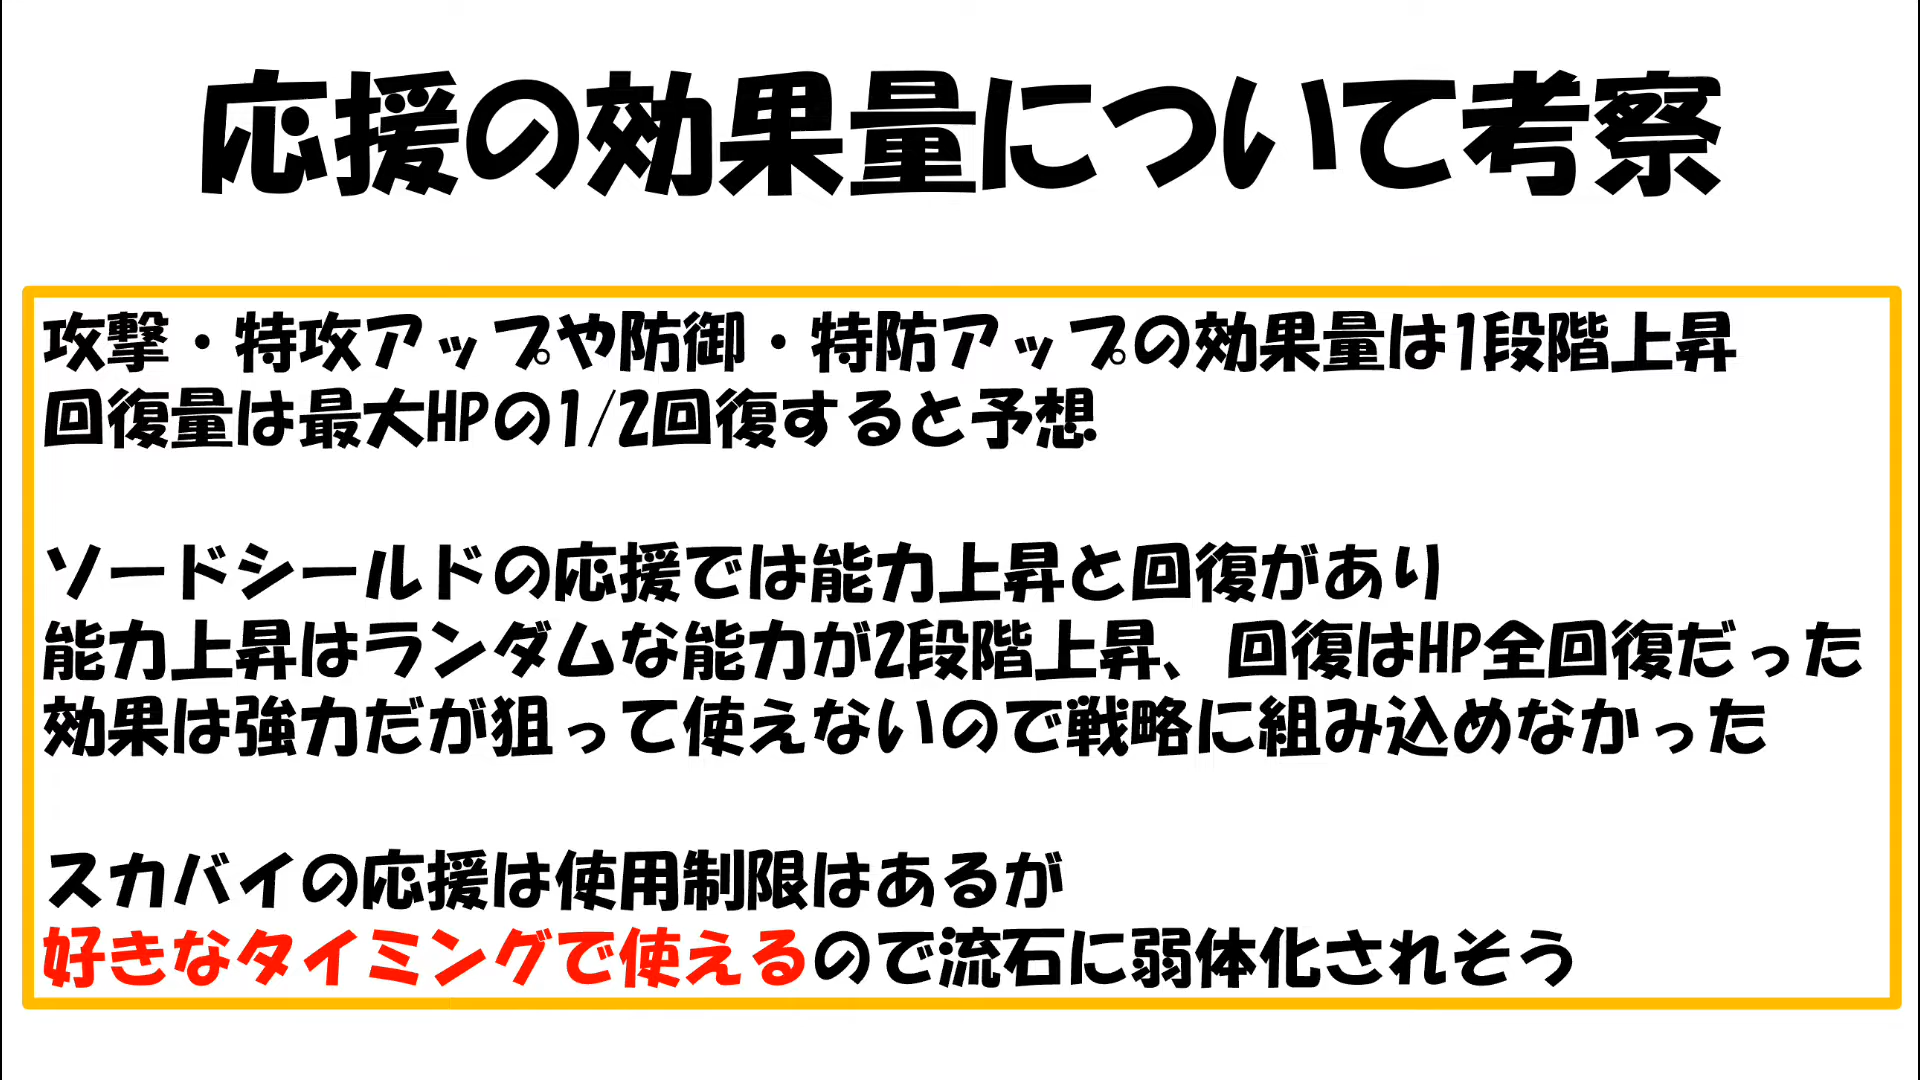 応援の効果量について考察
攻撃・特攻アップや防御・特防アップの効果量は1段階上昇
回復量は最大HPの1/2回復すると予想
ソードシールドの応援では能力上昇と回復があり
能力上昇はランダムな能力が2段階上昇、回復はHP全回復だった
効果は強力だが狙って使えないので戦略に組み込めなかった
スカバイの応援は使用制限はあるが
好きなタイミングで使えるので流石に弱体化されそう